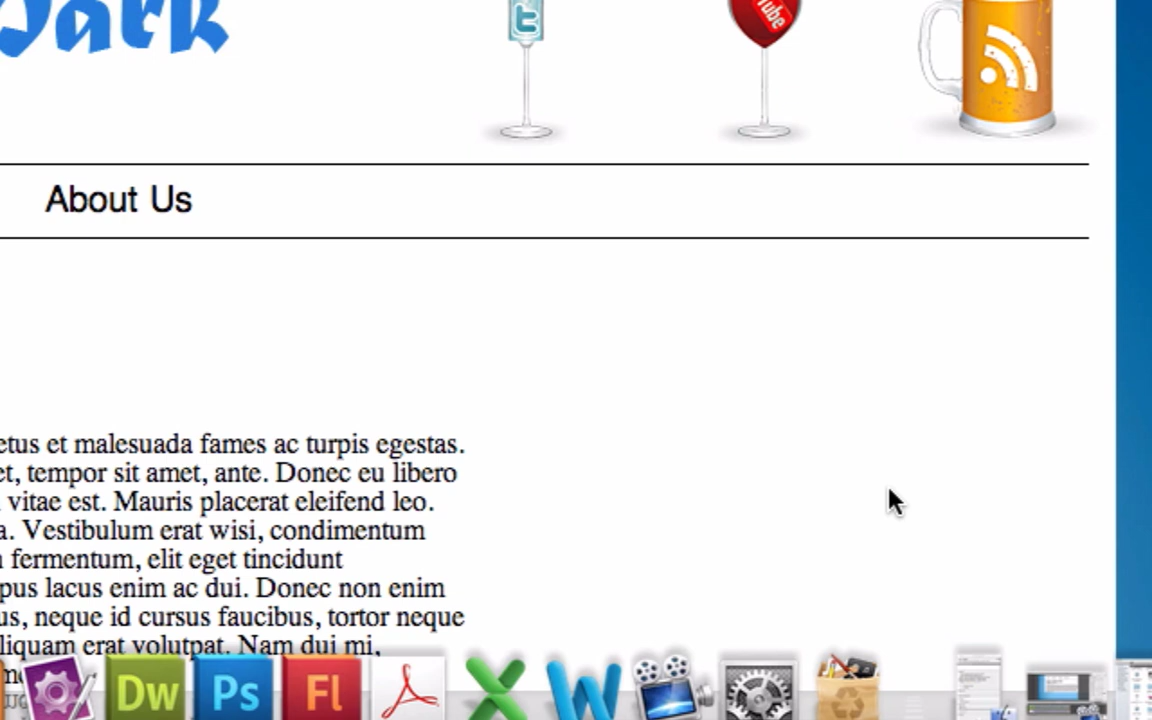 ark
Tube
About Us
etus et malesuada fames ac turpis egestas.
et, tempor sit amet, ante. Donec eu libero
vitae est. Mauris placerat eleifend leo.
a. Vestibulum erat wisi, condimentum
fermentum, elit eget tincidunt
pus lacus enim ac dui. Donec non enim
us, neque id cursus faucibus, tortor neque
liquam erat volutpat. Nam dui mi,
Dw Ps Fl